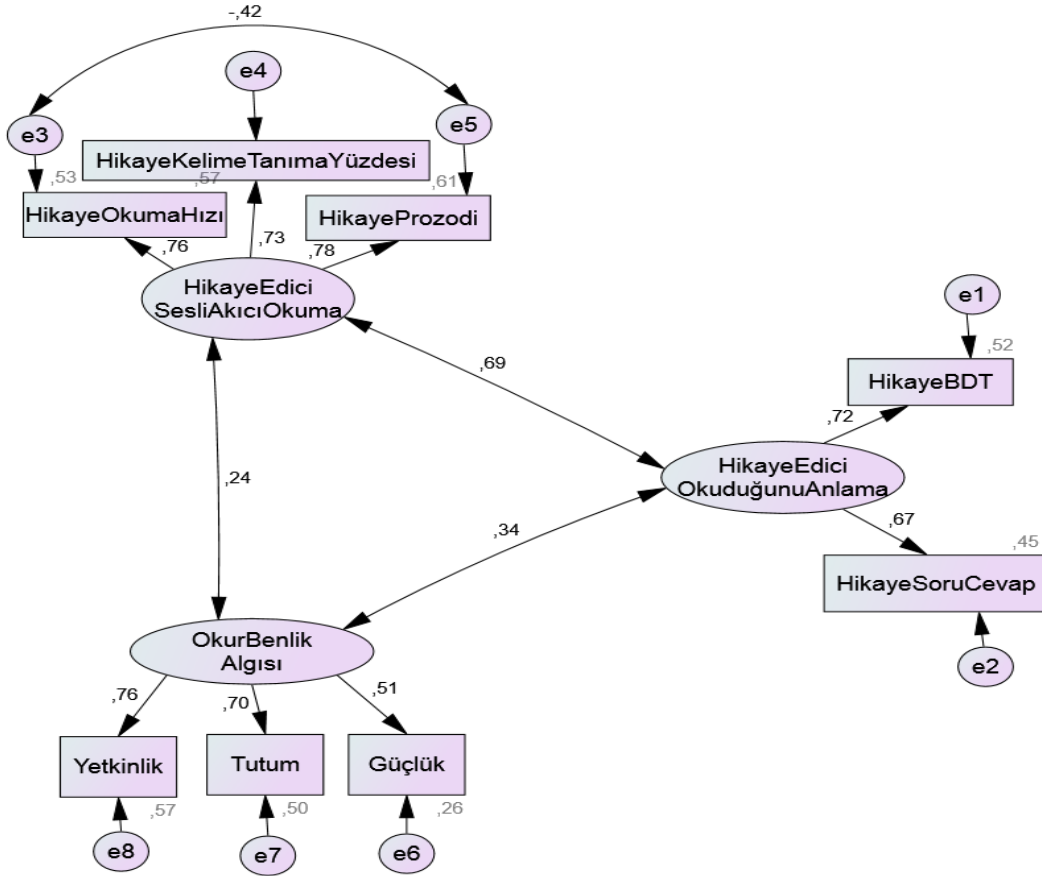 -,42
e4
e3
e5
HikayeKelimeTanımaYüzdesi
,53
,57
,61
HikayeOkumaHızı
HikayeProzodi
,76
,73
,78
HikayeEdici
SesliAkıcıOkuma
e1
,52
,69
HikayeBDT
,72
HikayeEdici
OkuduğunuAnlama
,24
,34
,67
,45
HikayeSoruCevap
OkurBenlik
Algısı
e2
,76
,70
,51
Yetkinlik
Tutum
Güçlük
,57
,50
,26
e8
e7
e6